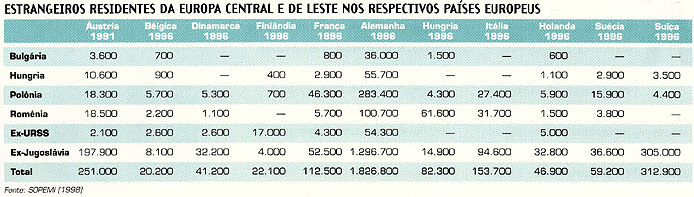 ESTRANGEIROS RESIDENTES DA EUROPA CENTRAL E DE LESTE NOS RESPECTIVOS PAÍSES EUROPEUS
Áustria Bélgica Dinamarca Finlândia França Alemanha Hungria Itália Holanda Suécia Suíça
1991 1996 1996 1996 1996 1996 1996 1996 1996 1996 1996
Bulgária 3.600 700 — — 800 36.000 1.500 600 — —
Hungria 10.600 900 — 400 2.900 55.700 — 1.100 2.900 3.500
Polónia 18.300 5.700 5.300 700 46.300 283.400 4.300 27.400 5.900 15.900 4.400
Roménia 18.500 2.200 1.100 — 5.700 100.700 61.600 31.700 1.500 3.800 —
Ex-URSS 2.100 2.600 2.600 17.000 4.300 54.300 5.000 — —
Ex-Jugoslávia 197.900 8.100 32.200 4.000 52.500 1.296.700 14.900 94.600 32.800 36.600 305.000
Total 251.000 20.200 41.200 22.100 112.500 1.826.800 82.300 153.700 46.900 59.200 312.900
Fonte: SOPEMI (1998)